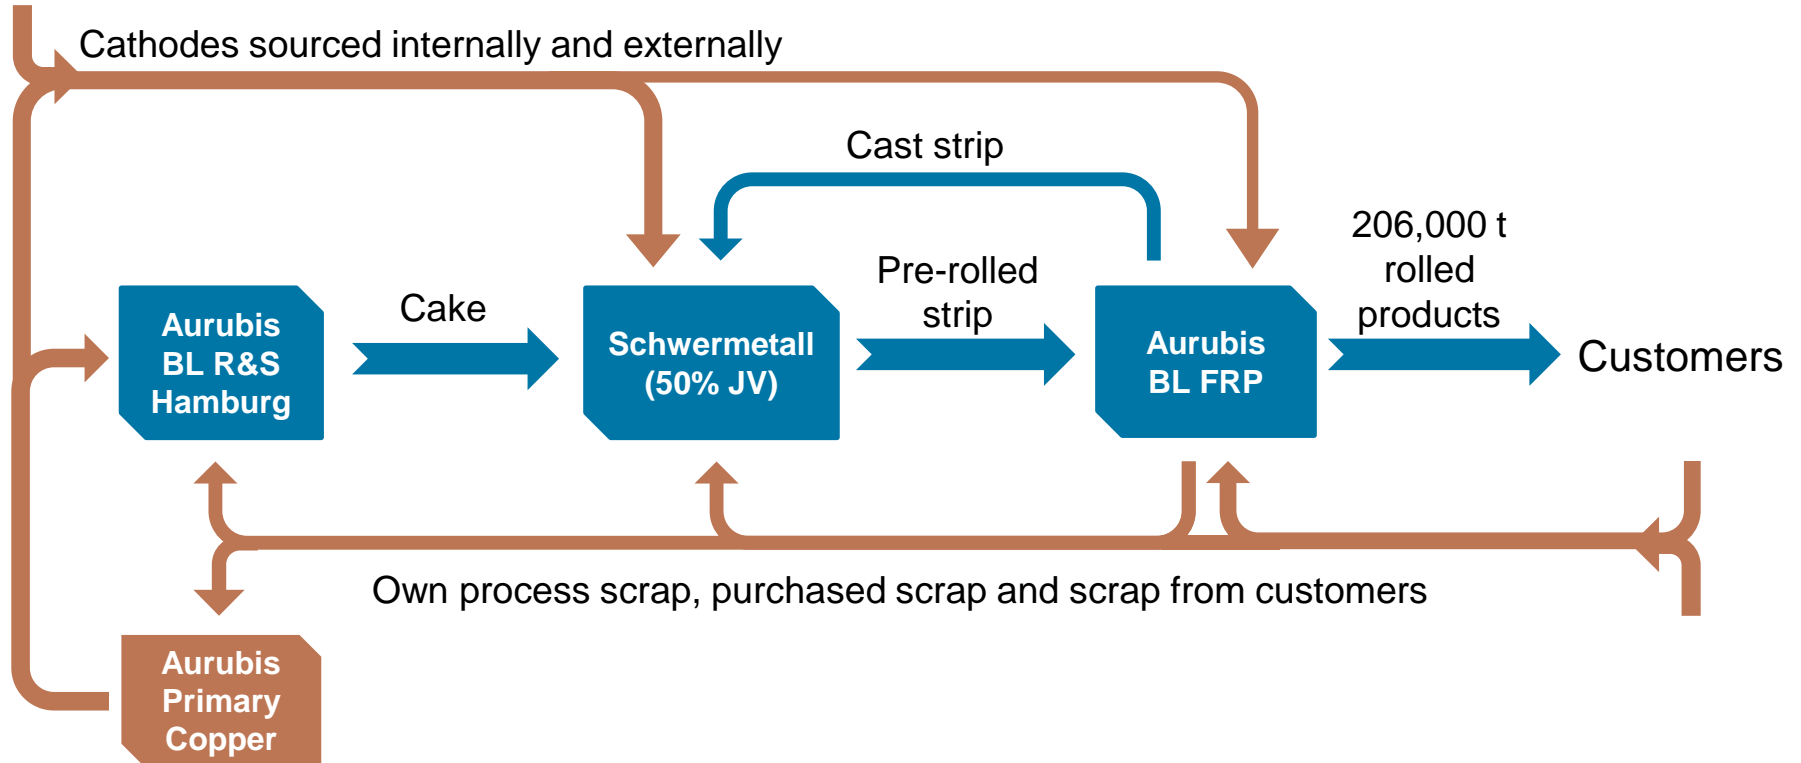 Cathodes sourced internally and externally
Cast strip
206,000 t
rolled
products
Pre-rolled
strip
Cake
Aurubis
BL R&S
Hamburg
Schwermetall
(50% JV)
Aurubis
BL FRP
Customers
Own process scrap, purchased scrap and scrap from customers
Aurubis
Primary
Copper